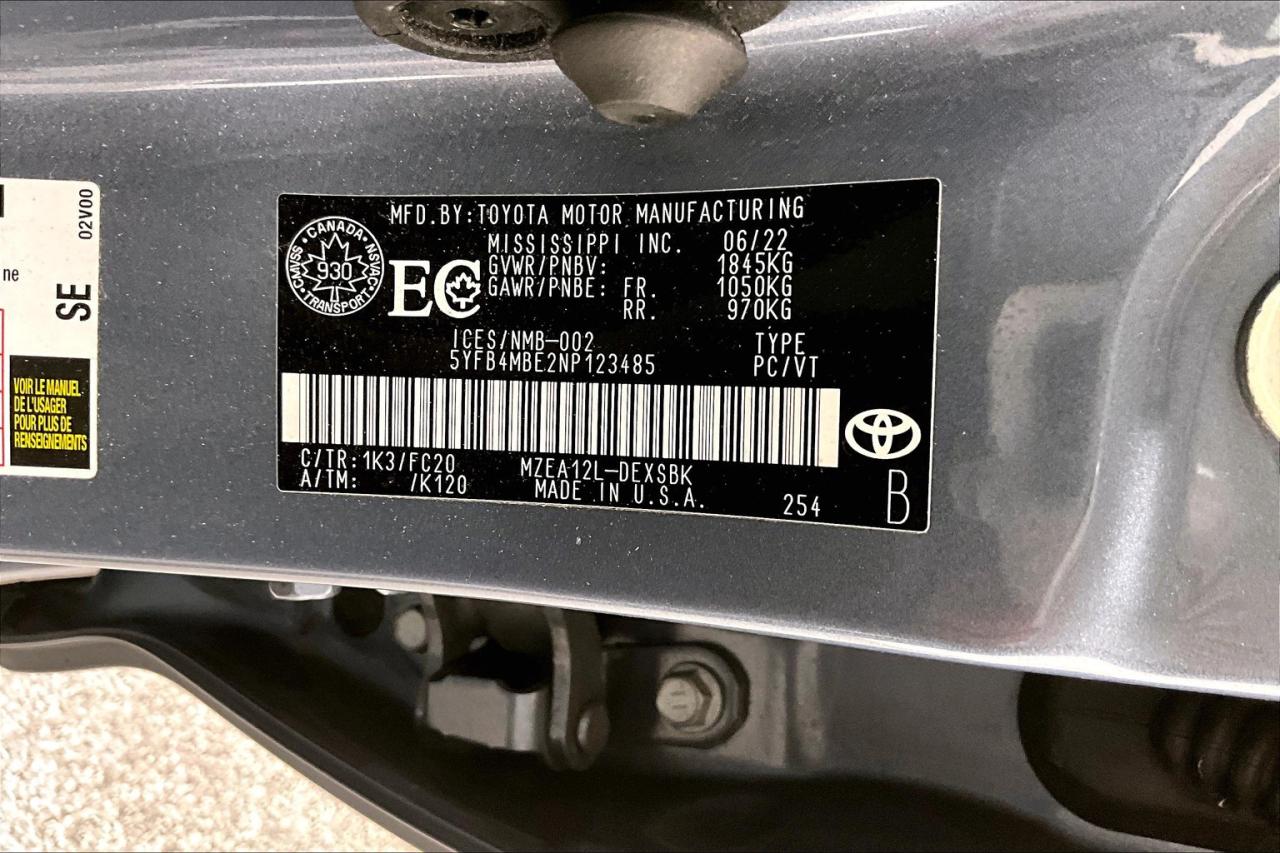 02V00
ne
SE
VOIR LE MANUEL
DE L'USAGER
POUR PLUS DE
RENSEIGNEMENTS
MFD.BY:TOYOTA MOTOR MANUFACTURING
MISSISSIPPI INC. 06/22
GVWR/PNBV: 1845KG
GAWR/PNBE: FR. 1050KG
RR. 970KG
CANADA
CMVSS 930 NSVAC
TRANSPORT
EC
ICES/NMB-002 TYPE
5YFB4MBE2NP123485 PC/VT
C/TR:1K3/FC20 MZEA12L-DEXSBK
A/TM: /K120 MADE IN U.S.A. 254 B